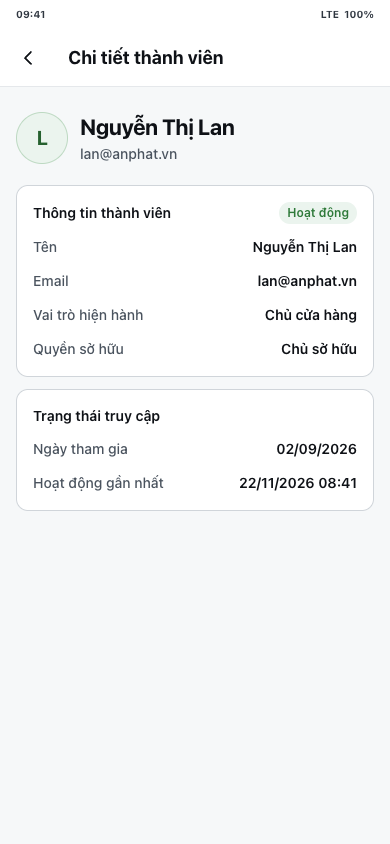 09:41 LTE 100%
Chi tiết thành viên
L
Nguyễn Thị Lan
lan@anphat.vn
Thông tin thành viên Hoạt động
Tên Nguyễn Thị Lan
Email lan@anphat.vn
Vai trò hiện hành Chủ cửa hàng
Quyền sở hữu Chủ sở hữu
Trạng thái truy cập
Ngày tham gia 02/09/2026
Hoạt động gần nhất 22/11/2026 08:41